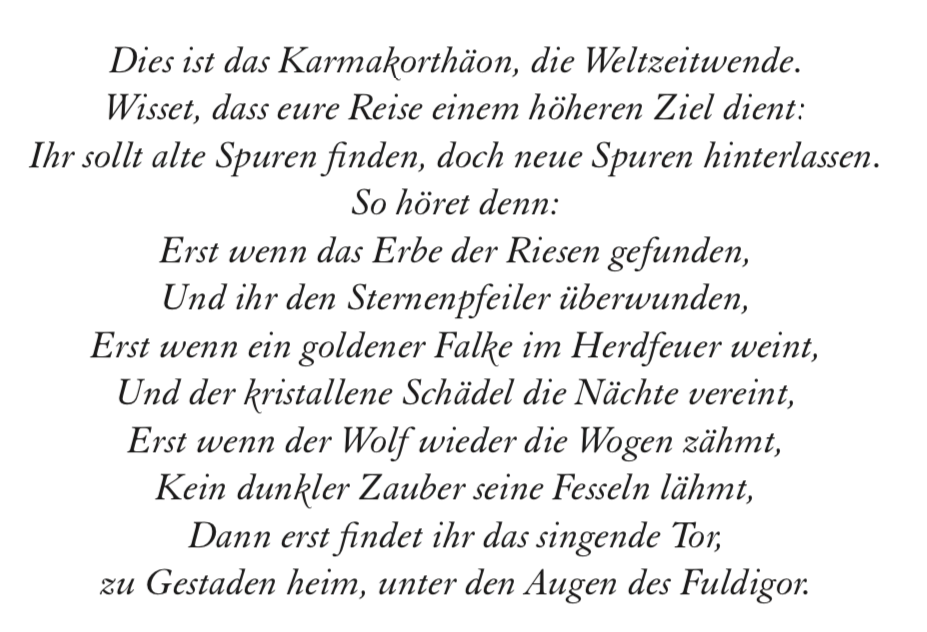 Dies ist das Karmakorthäon, die Weltzeitwende.
Wisset, dass eure Reise einem höheren Ziel dient:
Ihr sollt alte Spuren finden, doch neue Spuren hinterlassen.
So höret denn:
Erst wenn das Erbe der Riesen gefunden,
Und ihr den Sternenpfeiler überwunden,
Erst wenn ein goldener Falke im Herdfeuer weint,
Und der kristallene Schädel die Nächte vereint,
Erst wenn der Wolf wieder die Wogen zähmt,
Kein dunkler Zauber seine Fesseln lähmt,
Dann erst findet ihr das singende Tor,
zu Gestaden heim, unter den Augen des Fuldigor.